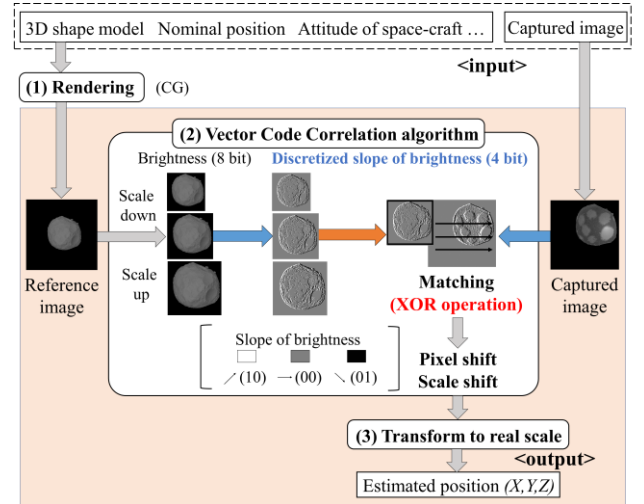 3D shape model Nominal position Attitude of space-craft …
Captured image
<input>
(1) Rendering
(CG)
(2) Vector Code Correlation algorithm
Brightness (8 bit)
Discretized slope of brightness (4 bit)
Scale
down
Scale
up
Reference
image
Matching
(XOR operation)
Captured
image
Slope of brightness
(10)
(00)
(01)
Pixel shift
Scale shift
(3) Transform to real scale
<output>
Estimated position (X,Y,Z)